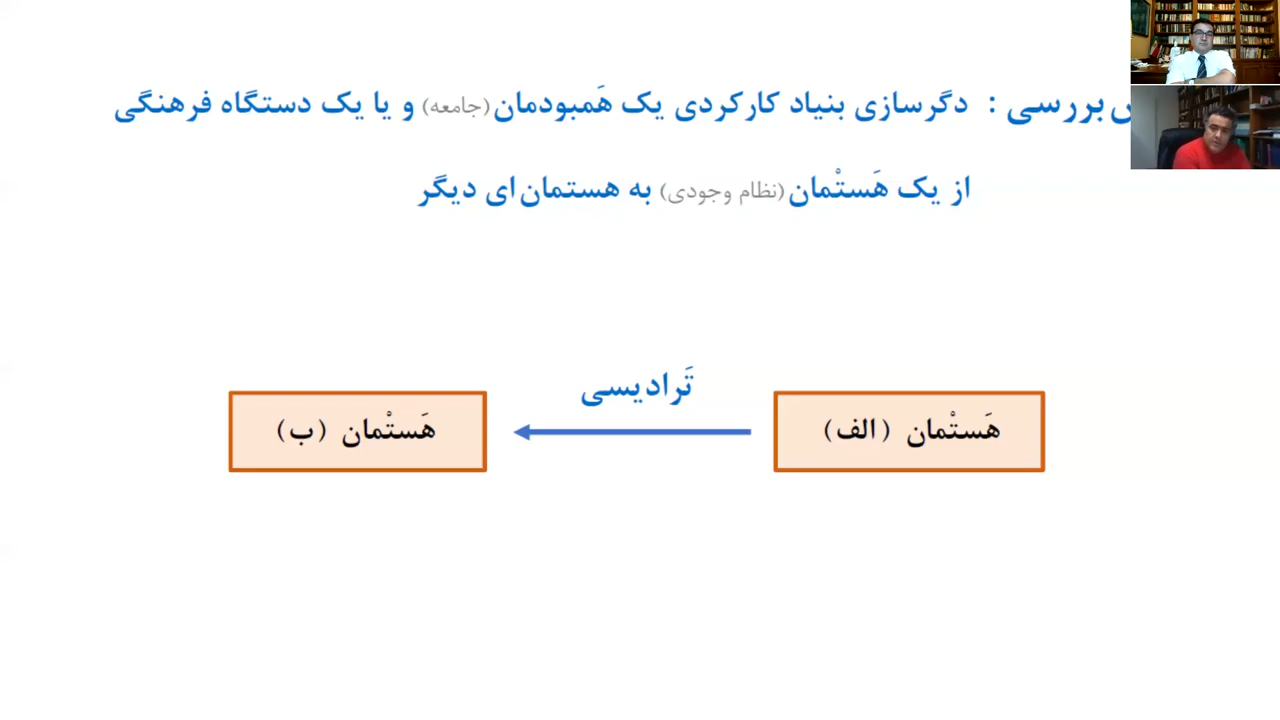 بررسی : دگرسازی بنیاد کارکردی یک هَمبودمان (جامعه) و یا یک دستگاه فرهنگی
از یک هَستْمان (نظام وجودی) به هستمان‌ای دیگر
تَرادیسی
هَستْمان (الف)
هَستْمان (ب)